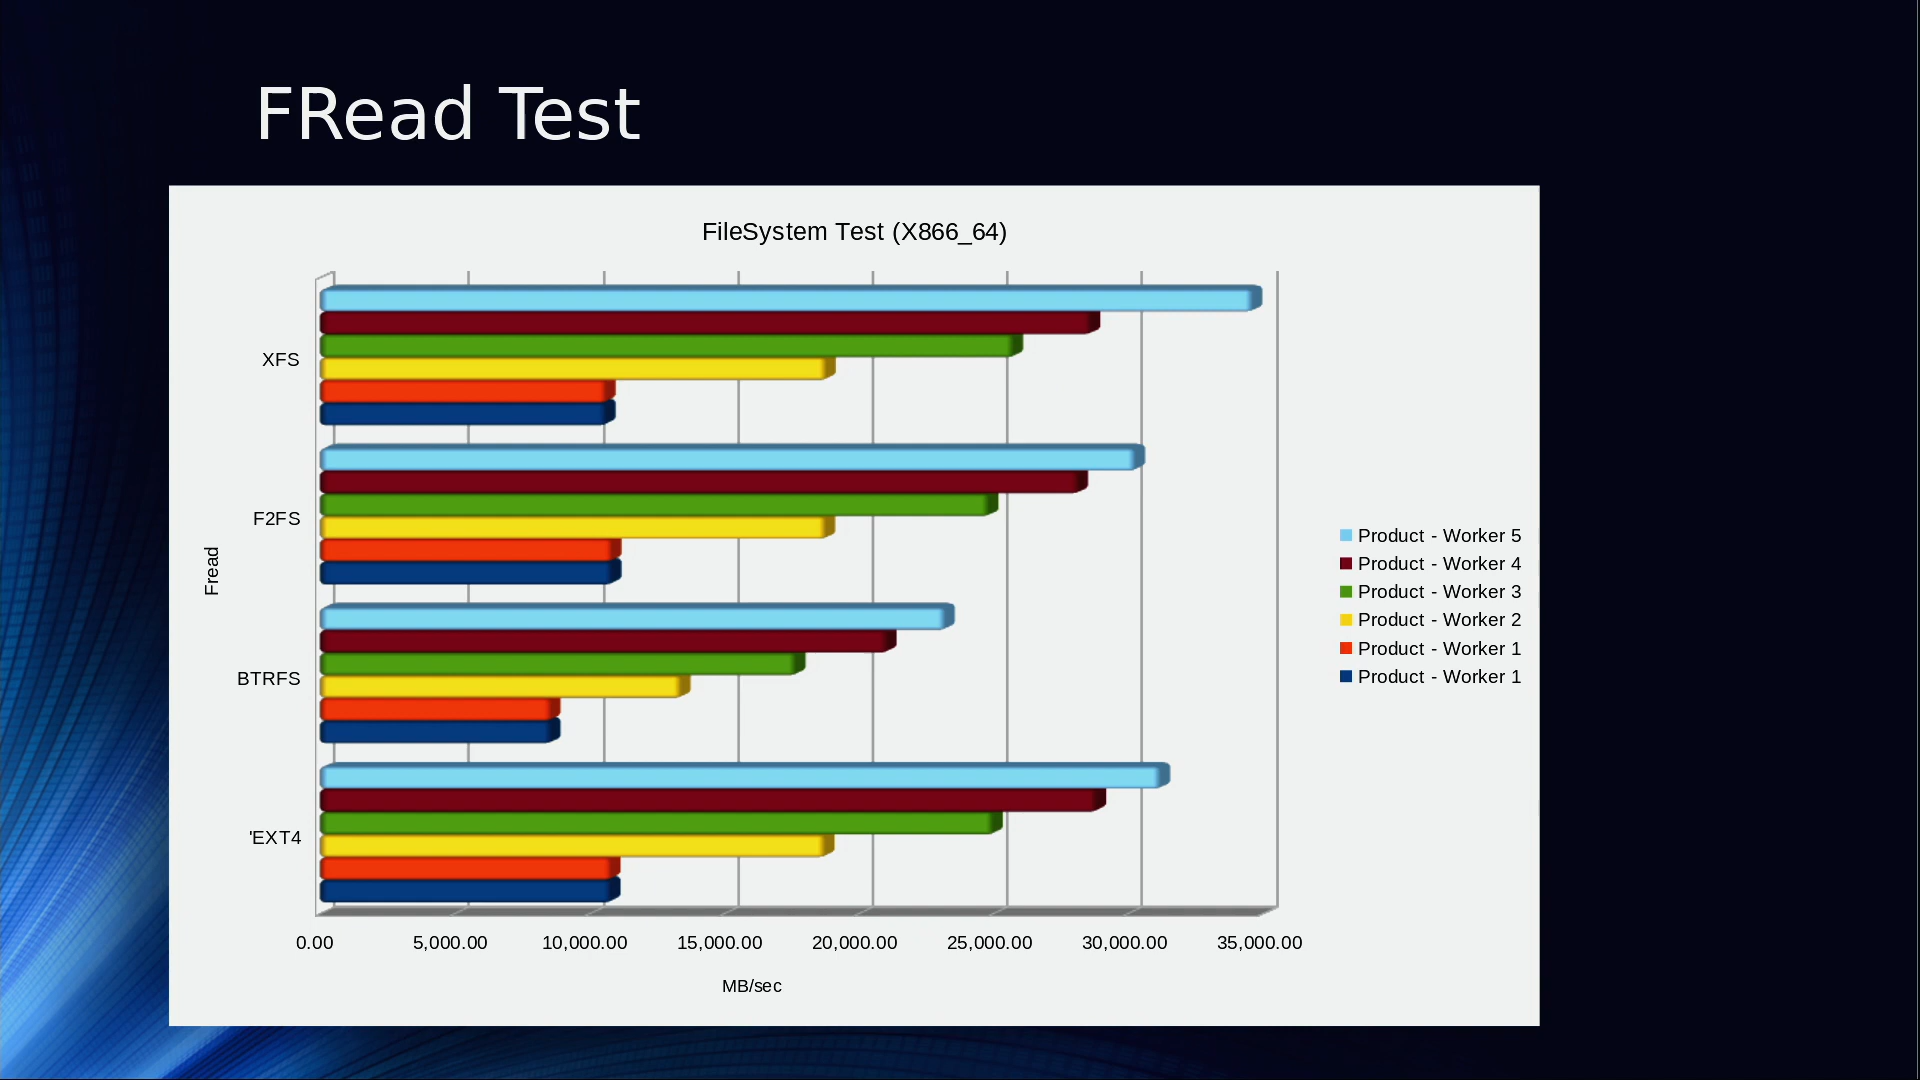 FRead Test
FileSystem Test (X866_64)
XFS
F2FS
BTRFS
'EXT4
Fread
0.00 5,000.00 10,000.00 15,000.00 20,000.00 25,000.00 30,000.00 35,000.00
MB/sec
Product - Worker 5
Product - Worker 4
Product - Worker 3
Product - Worker 2
Product - Worker 1
Product - Worker 1